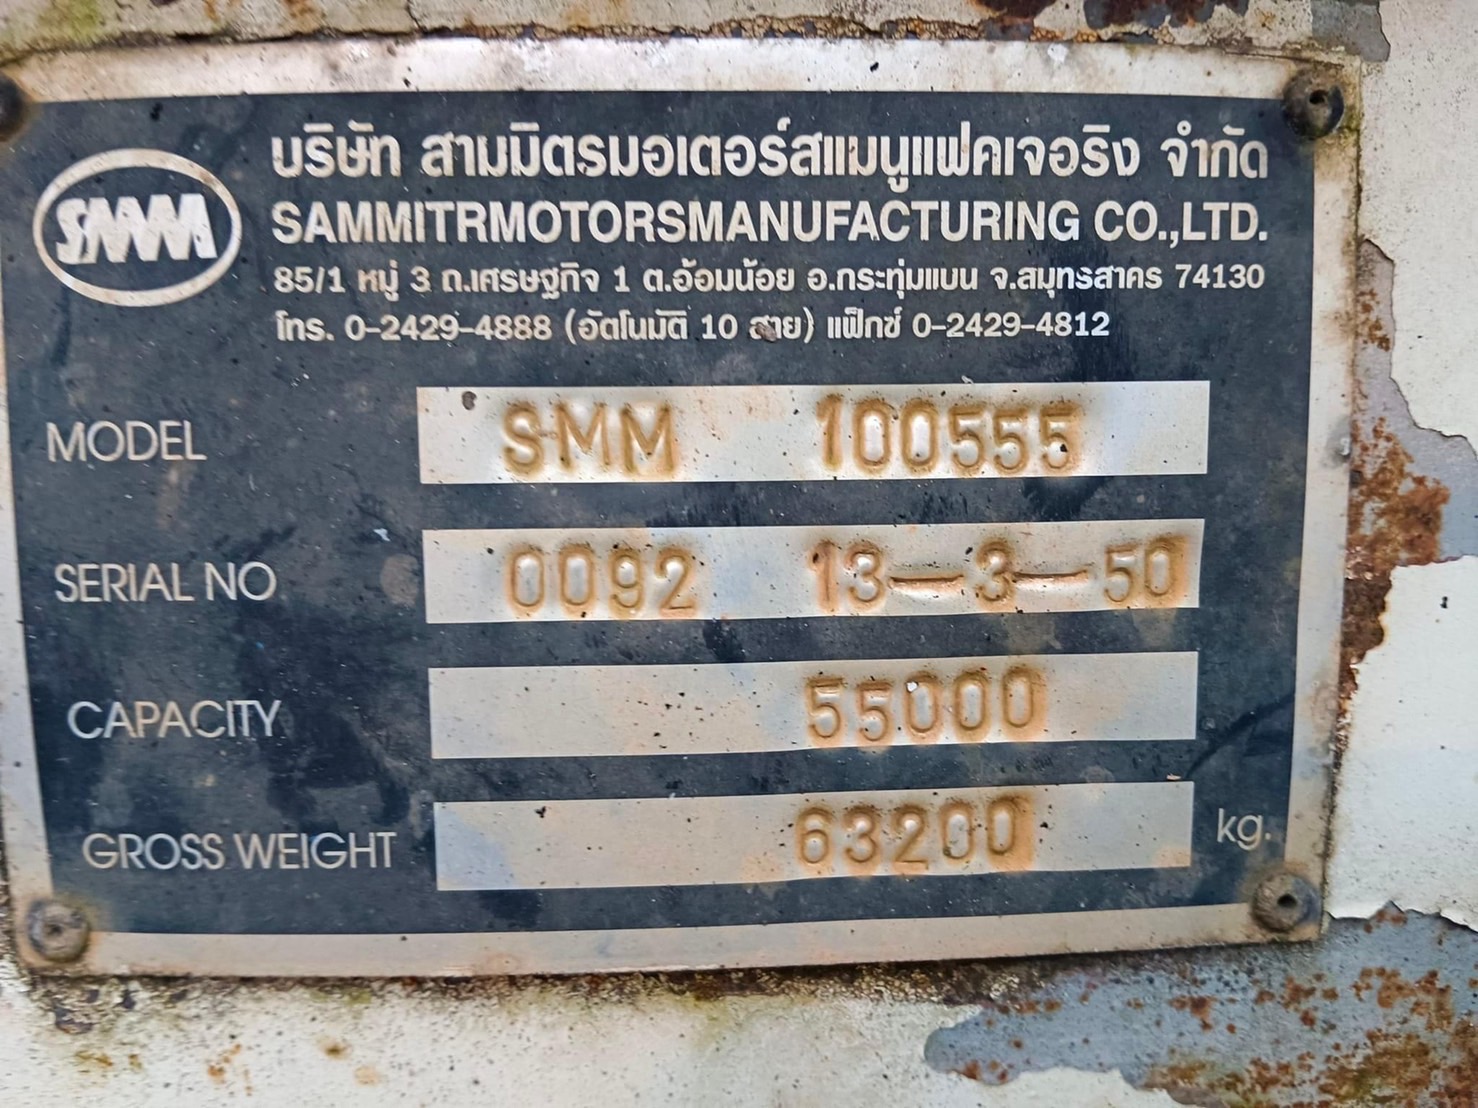 SMM
บริษัท สามมิตรมอเตอร์สแมนูแฟคเจอริง จำกัด
SAMMITRMOTORSMANUFACTURING CO.,LTD.
85/1 หมู่ 3 ถ.เศรษฐกิจ 1 ต.อ้อมน้อย อ.กระทุ่มแบน จ.สมุทรสาคร 74130
โทร. 0-2429-4888 (อัตโนมัติ 10 สาย) แฟ็กซ์ 0-2429-4812
MODEL SMM 100555
SERIAL NO 0092 13-3-50
CAPACITY 55000
GROSS WEIGHT 63200 kg.